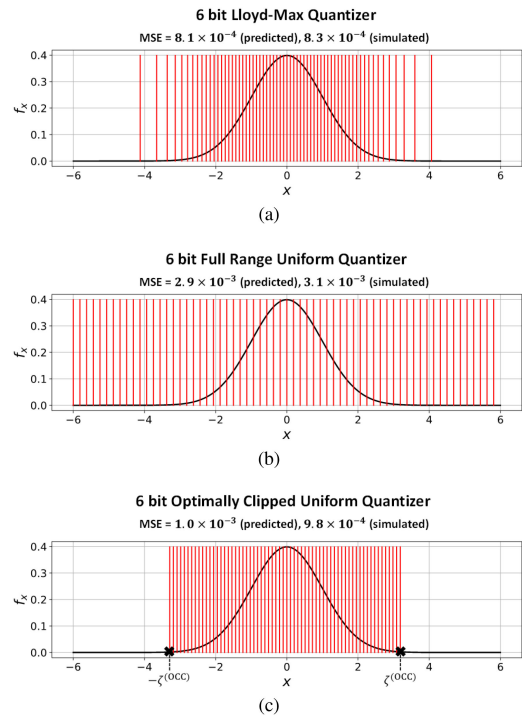 6 bit Lloyd-Max Quantizer
MSE = 8.1 × 10⁻⁴ (predicted), 8.3 × 10⁻⁴ (simulated)
0.4
0.3
0.2
0.1
0.0
fₓ
−6 −4 −2 0 2 4 6
x
(a)
6 bit Full Range Uniform Quantizer
MSE = 2.9 × 10⁻³ (predicted), 3.1 × 10⁻³ (simulated)
0.4
0.3
0.2
0.1
0.0
fₓ
−6 −4 −2 0 2 4 6
x
(b)
6 bit Optimally Clipped Uniform Quantizer
MSE = 1.0 × 10⁻³ (predicted), 9.8 × 10⁻⁴ (simulated)
0.4
0.3
0.2
0.1
0.0
fₓ
−6 −4 −2 0 2 4 6
−ζ⁽ᴼᶜᶜ⁾ x ζ⁽ᴼᶜᶜ⁾
(c)